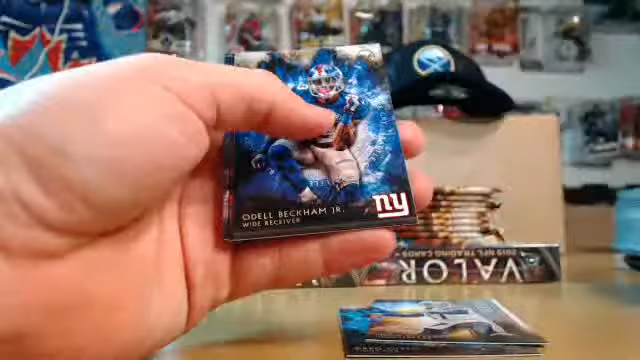 ODELL BECKHAM JR.
WIDE RECEIVER
ny
2015 NFL TRADING CARDS
VALOR